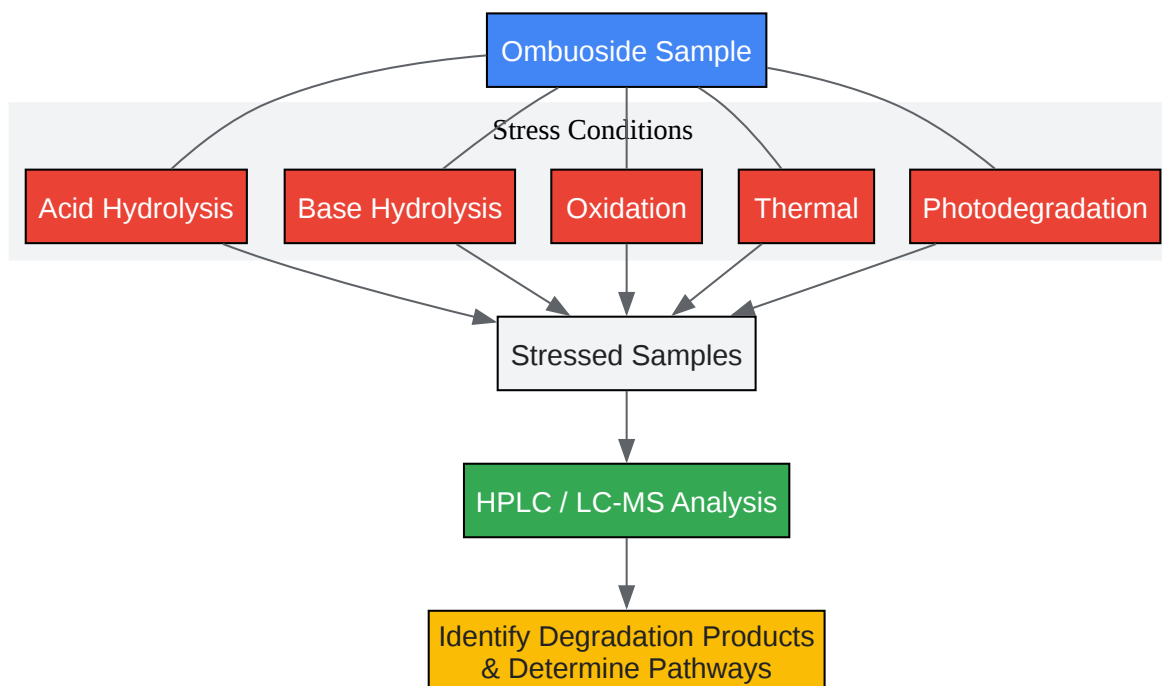 Ombuoside Sample
Stress Conditions
Acid Hydrolysis
Base Hydrolysis
Oxidation
Thermal
Photodegradation
Stressed Samples
HPLC / LC-MS Analysis
Identify Degradation Products
& Determine Pathways